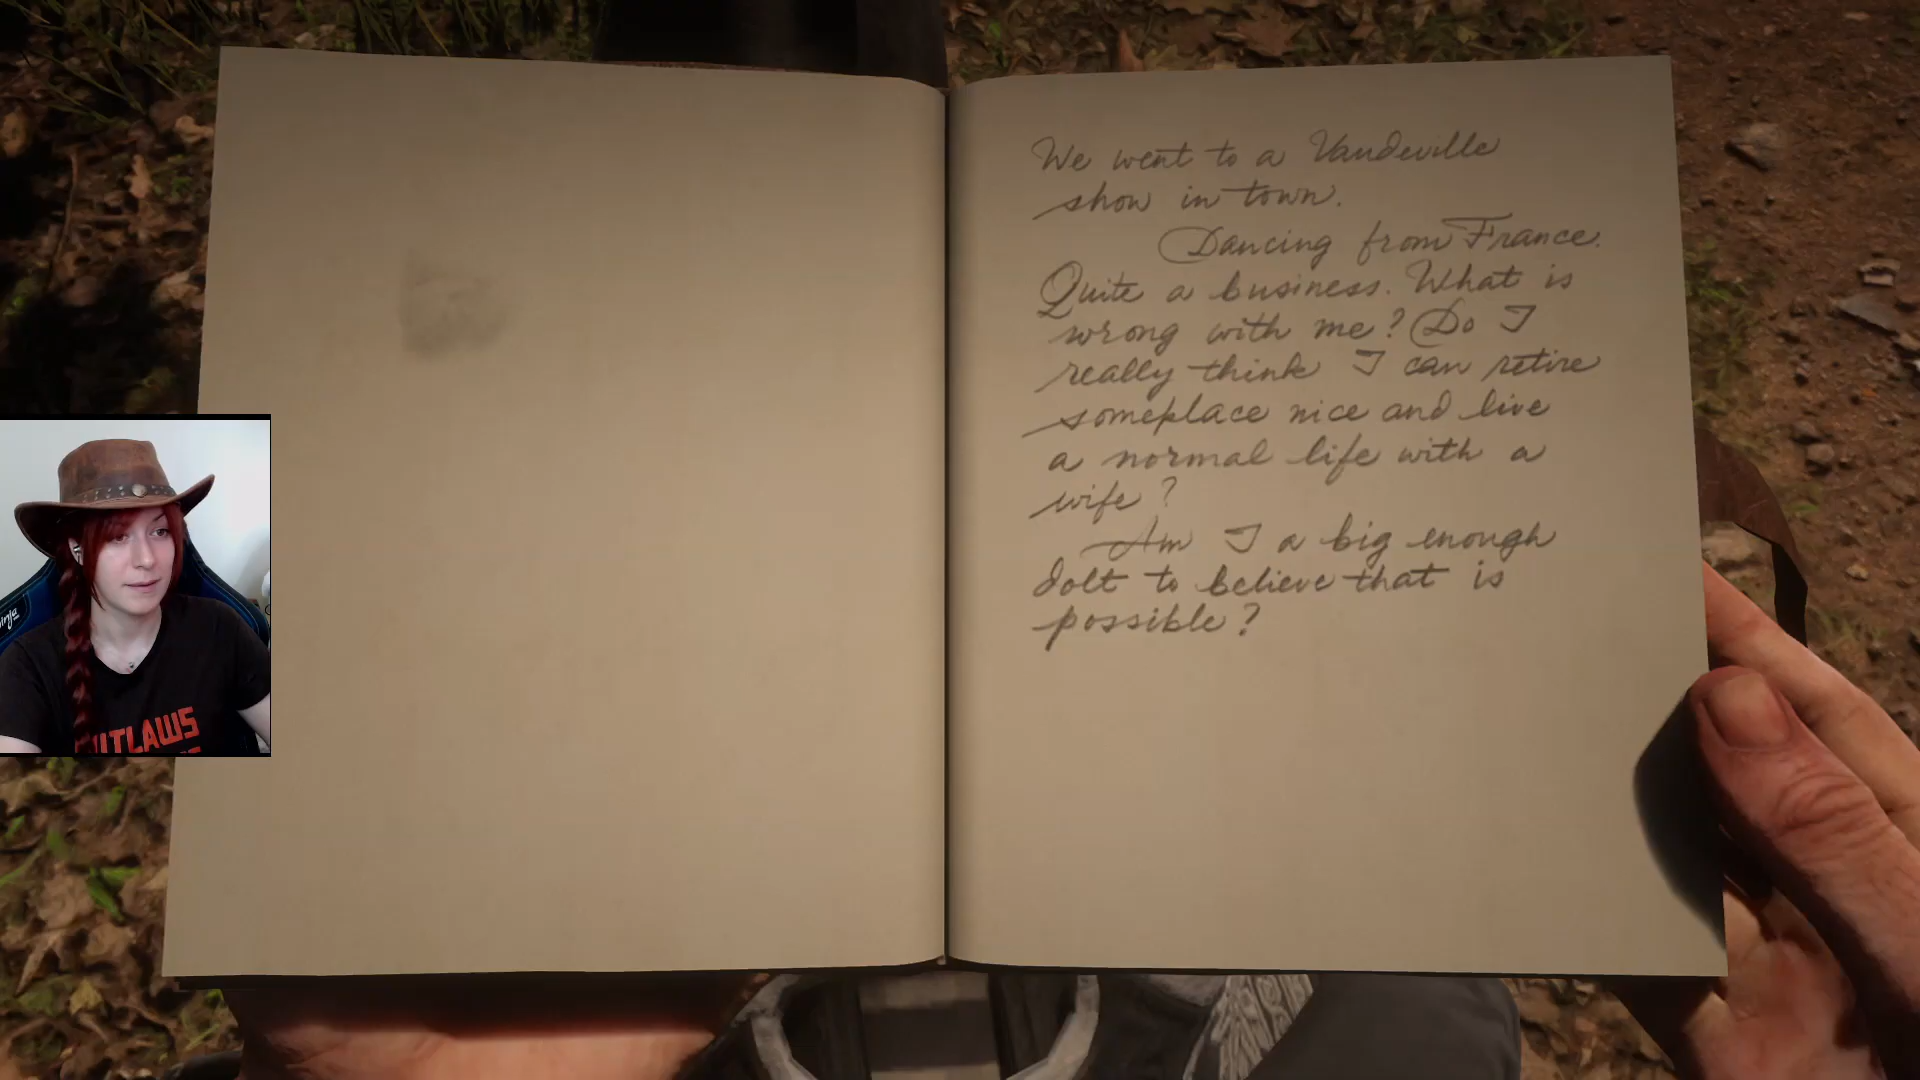 We went to a Vaudeville
show in town.
Dancing from France.
Quite a business. What is
wrong with me? Do I
really think I can retire
someplace nice and live
a normal life with a
wife?
Am I a big enough
dolt to believe that is
possible?
UTLAWS